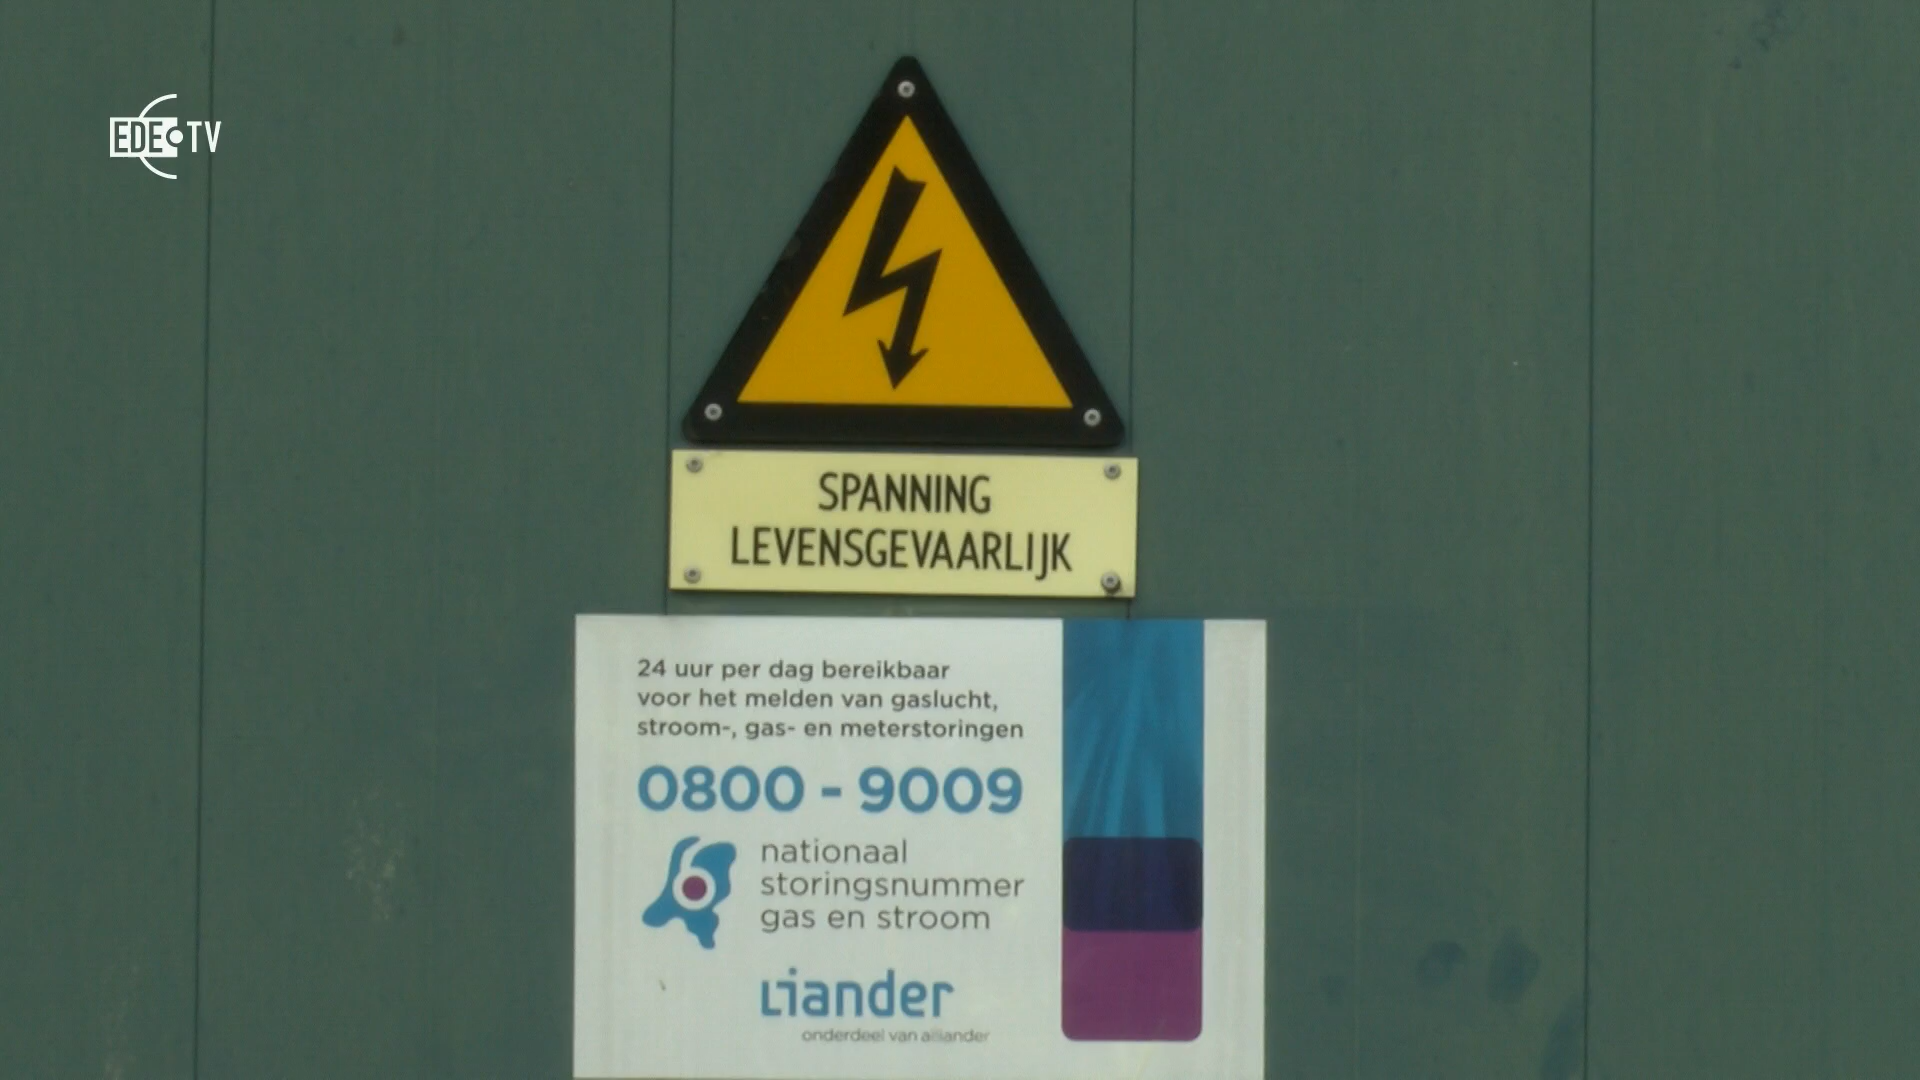 EDE TV
SPANNING
LEVENSGEVAARLIJK
24 uur per dag bereikbaar
voor het melden van gaslucht,
stroom-, gas- en meterstoringen
0800 - 9009
nationaal
storingsnummer
gas en stroom
Liander
onderdeel van alliander